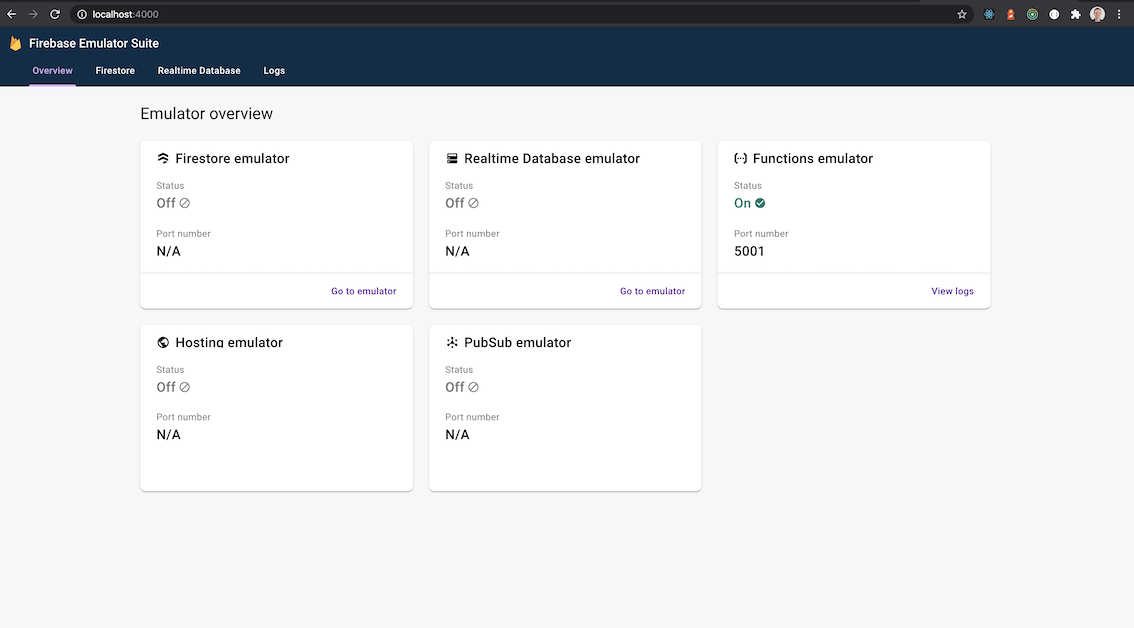 localhost:4000
Firebase Emulator Suite
Overview Firestore Realtime Database Logs
Emulator overview
Firestore emulator
Status
Off
Port number
N/A
Go to emulator
Realtime Database emulator
Status
Off
Port number
N/A
Go to emulator
Functions emulator
Status
On
Port number
5001
View logs
Hosting emulator
Status
Off
Port number
N/A
PubSub emulator
Status
Off
Port number
N/A